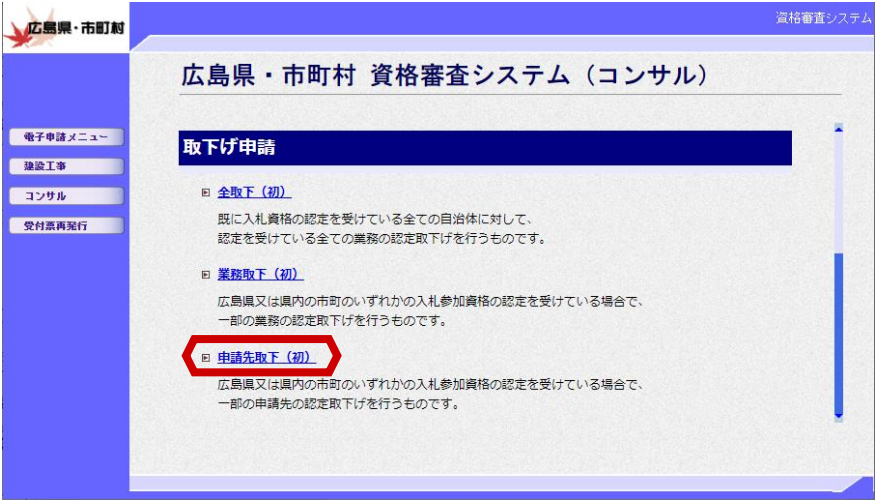 広島県・市町村
資格審査システム
広島県・市町村 資格審査システム（コンサル）
電子申請メニュー
建設工事
コンサル
受付票再発行
取下げ申請
全取下（初）
既に入札資格の認定を受けている全ての自治体に対して、
認定を受けている全ての業務の認定取下げを行うものです。
業務取下（初）
広島県又は県内の市町のいずれかの入札参加資格の認定を受けている場合で、
一部の業務の認定取下げを行うものです。
申請先取下（初）
広島県又は県内の市町のいずれかの入札参加資格の認定を受けている場合で、
一部の申請先の認定取下げを行うものです。